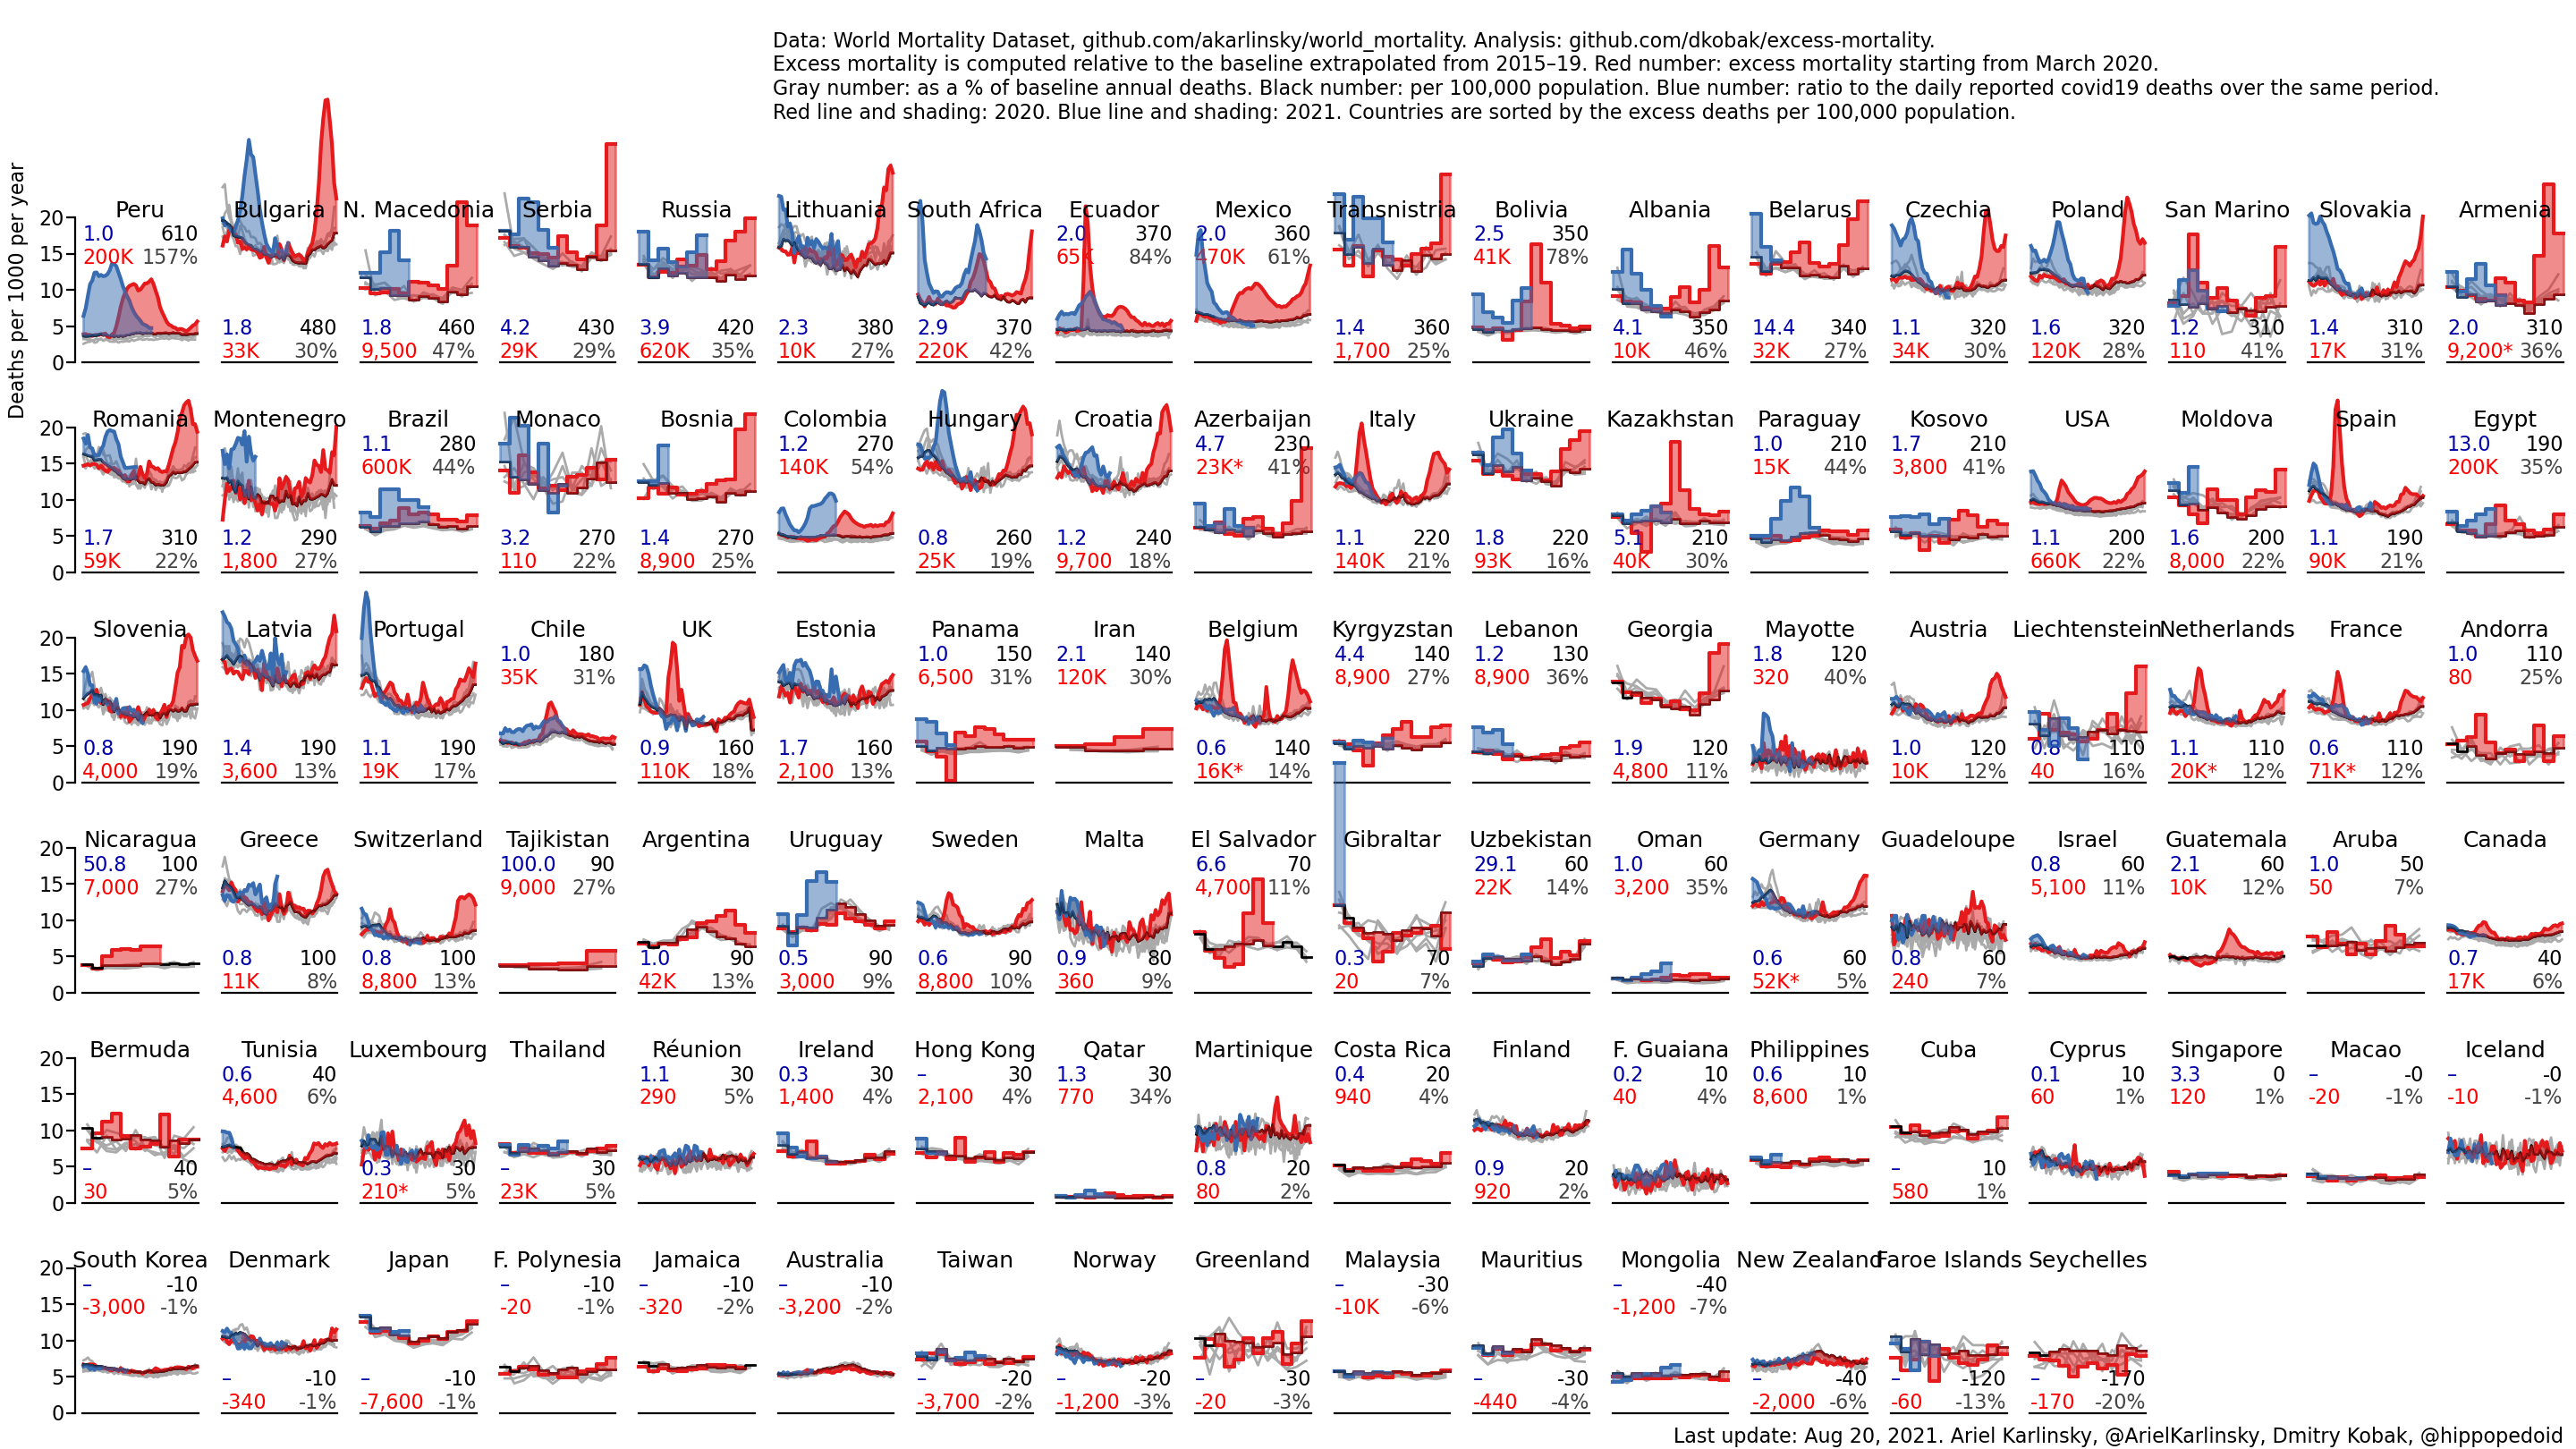 Data: World Mortality Dataset, github.com/akarlinsky/world_mortality. Analysis: github.com/dkobak/excess-mortality.
Excess mortality is computed relative to the baseline extrapolated from 2015–19. Red number: excess mortality starting from March 2020.
Gray number: as a % of baseline annual deaths. Black number: per 100,000 population. Blue number: ratio to the daily reported covid19 deaths over the same period.
Red line and shading: 2020. Blue line and shading: 2021. Countries are sorted by the excess deaths per 100,000 population.
Deaths per 1000 per year
Peru Bulgaria N. Macedonia Serbia Russia Lithuania South Africa Ecuador Mexico Transnistria Bolivia Albania Belarus Czechia Poland San Marino Slovakia Armenia
20
1.0 610 2.0 370 2.0 360 2.5 350
200K 157% 65K 84% 470K 61% 41K 78%
15
10
5
1.8 480 1.8 460 4.2 430 3.9 420 2.3 380 2.9 370 1.4 360 4.1 350 14.4 340 1.1 320 1.6 320 1.2 310 1.4 310 2.0 310
33K 30% 9,500 47% 29K 29% 620K 35% 10K 27% 220K 42% 1,700 25% 10K 46% 32K 27% 34K 30% 120K 28% 110 41% 17K 31% 9,200* 36%
0
Romania Montenegro Brazil Monaco Bosnia Colombia Hungary Croatia Azerbaijan Italy Ukraine Kazakhstan Paraguay Kosovo USA Moldova Spain Egypt
20
1.1 280 1.2 270 4.7 230 1.0 210 1.7 210 13.0 190
600K 44% 140K 54% 23K* 41% 15K 44% 3,800 41% 200K 35%
15
10
5
1.7 310 1.2 290 3.2 270 1.4 270 0.8 260 1.2 240 1.1 220 1.8 220 5.1 210 1.1 200 1.6 200 1.1 190
59K 22% 1,800 27% 110 22% 8,900 25% 25K 19% 9,700 18% 140K 21% 93K 16% 40K 30% 660K 22% 8,000 22% 90K 21%
0
Slovenia Latvia Portugal Chile UK Estonia Panama Iran Belgium Kyrgyzstan Lebanon Georgia Mayotte Austria Liechtenstein Netherlands France Andorra
20
1.0 180 1.0 150 2.1 140 4.4 140 1.2 130 1.8 120 1.0 110
35K 31% 6,500 31% 120K 30% 8,900 27% 8,900 36% 320 40% 80 25%
15
10
5
0.8 190 1.4 190 1.1 190 0.9 160 1.7 160 0.6 140 1.9 120 1.0 120 0.8 110 1.1 110 0.6 110
4,000 19% 3,600 13% 19K 17% 110K 18% 2,100 13% 16K* 14% 4,800 11% 10K 12% 40 16% 20K* 12% 71K* 12%
0
Nicaragua Greece Switzerland Tajikistan Argentina Uruguay Sweden Malta El Salvador Gibraltar Uzbekistan Oman Germany Guadeloupe Israel Guatemala Aruba Canada
20
50.8 100 100.0 90 6.6 70 29.1 60 1.0 60 0.8 60 2.1 60 1.0 50
7,000 27% 9,000 27% 4,700 11% 22K 14% 3,200 35% 5,100 11% 10K 12% 50 7%
15
10
5
0.8 100 0.8 100 1.0 90 0.5 90 0.6 90 0.9 80 0.3 70 0.6 60 0.8 60 0.7 40
11K 8% 8,800 13% 42K 13% 3,000 9% 8,800 10% 360 9% 20 7% 52K* 5% 240 7% 17K 6%
0
Bermuda Tunisia Luxembourg Thailand Réunion Ireland Hong Kong Qatar Martinique Costa Rica Finland F. Guaiana Philippines Cuba Cyprus Singapore Macao Iceland
20
0.6 40 1.1 30 0.3 30 – 30 1.3 30 0.4 20 0.2 10 0.6 10 0.1 10 3.3 0 – -0 – -0
4,600 6% 290 5% 1,400 4% 2,100 4% 770 34% 940 4% 40 4% 8,600 1% 60 1% 120 1% -20 -1% -10 -1%
15
10
5
– 40 0.3 30 – 30 0.8 20 0.9 20 – 10
30 5% 210* 5% 23K 5% 80 2% 920 2% 580 1%
0
South Korea Denmark Japan F. Polynesia Jamaica Australia Taiwan Norway Greenland Malaysia Mauritius Mongolia New Zealand Faroe Islands Seychelles
20
– -10 – -10 – -10 – -10 – -30 – -40
-3,000 -1% -20 -1% -320 -2% -3,200 -2% -10K -6% -1,200 -7%
15
10
5
– -10 – -10 – -20 – -20 – -30 – -30 – -40 – -120 – -170
-340 -1% -7,600 -1% -3,700 -2% -1,200 -3% -20 -3% -440 -4% -2,000 -6% -60 -13% -170 -20%
0
Last update: Aug 20, 2021. Ariel Karlinsky, @ArielKarlinsky, Dmitry Kobak, @hippopedoid